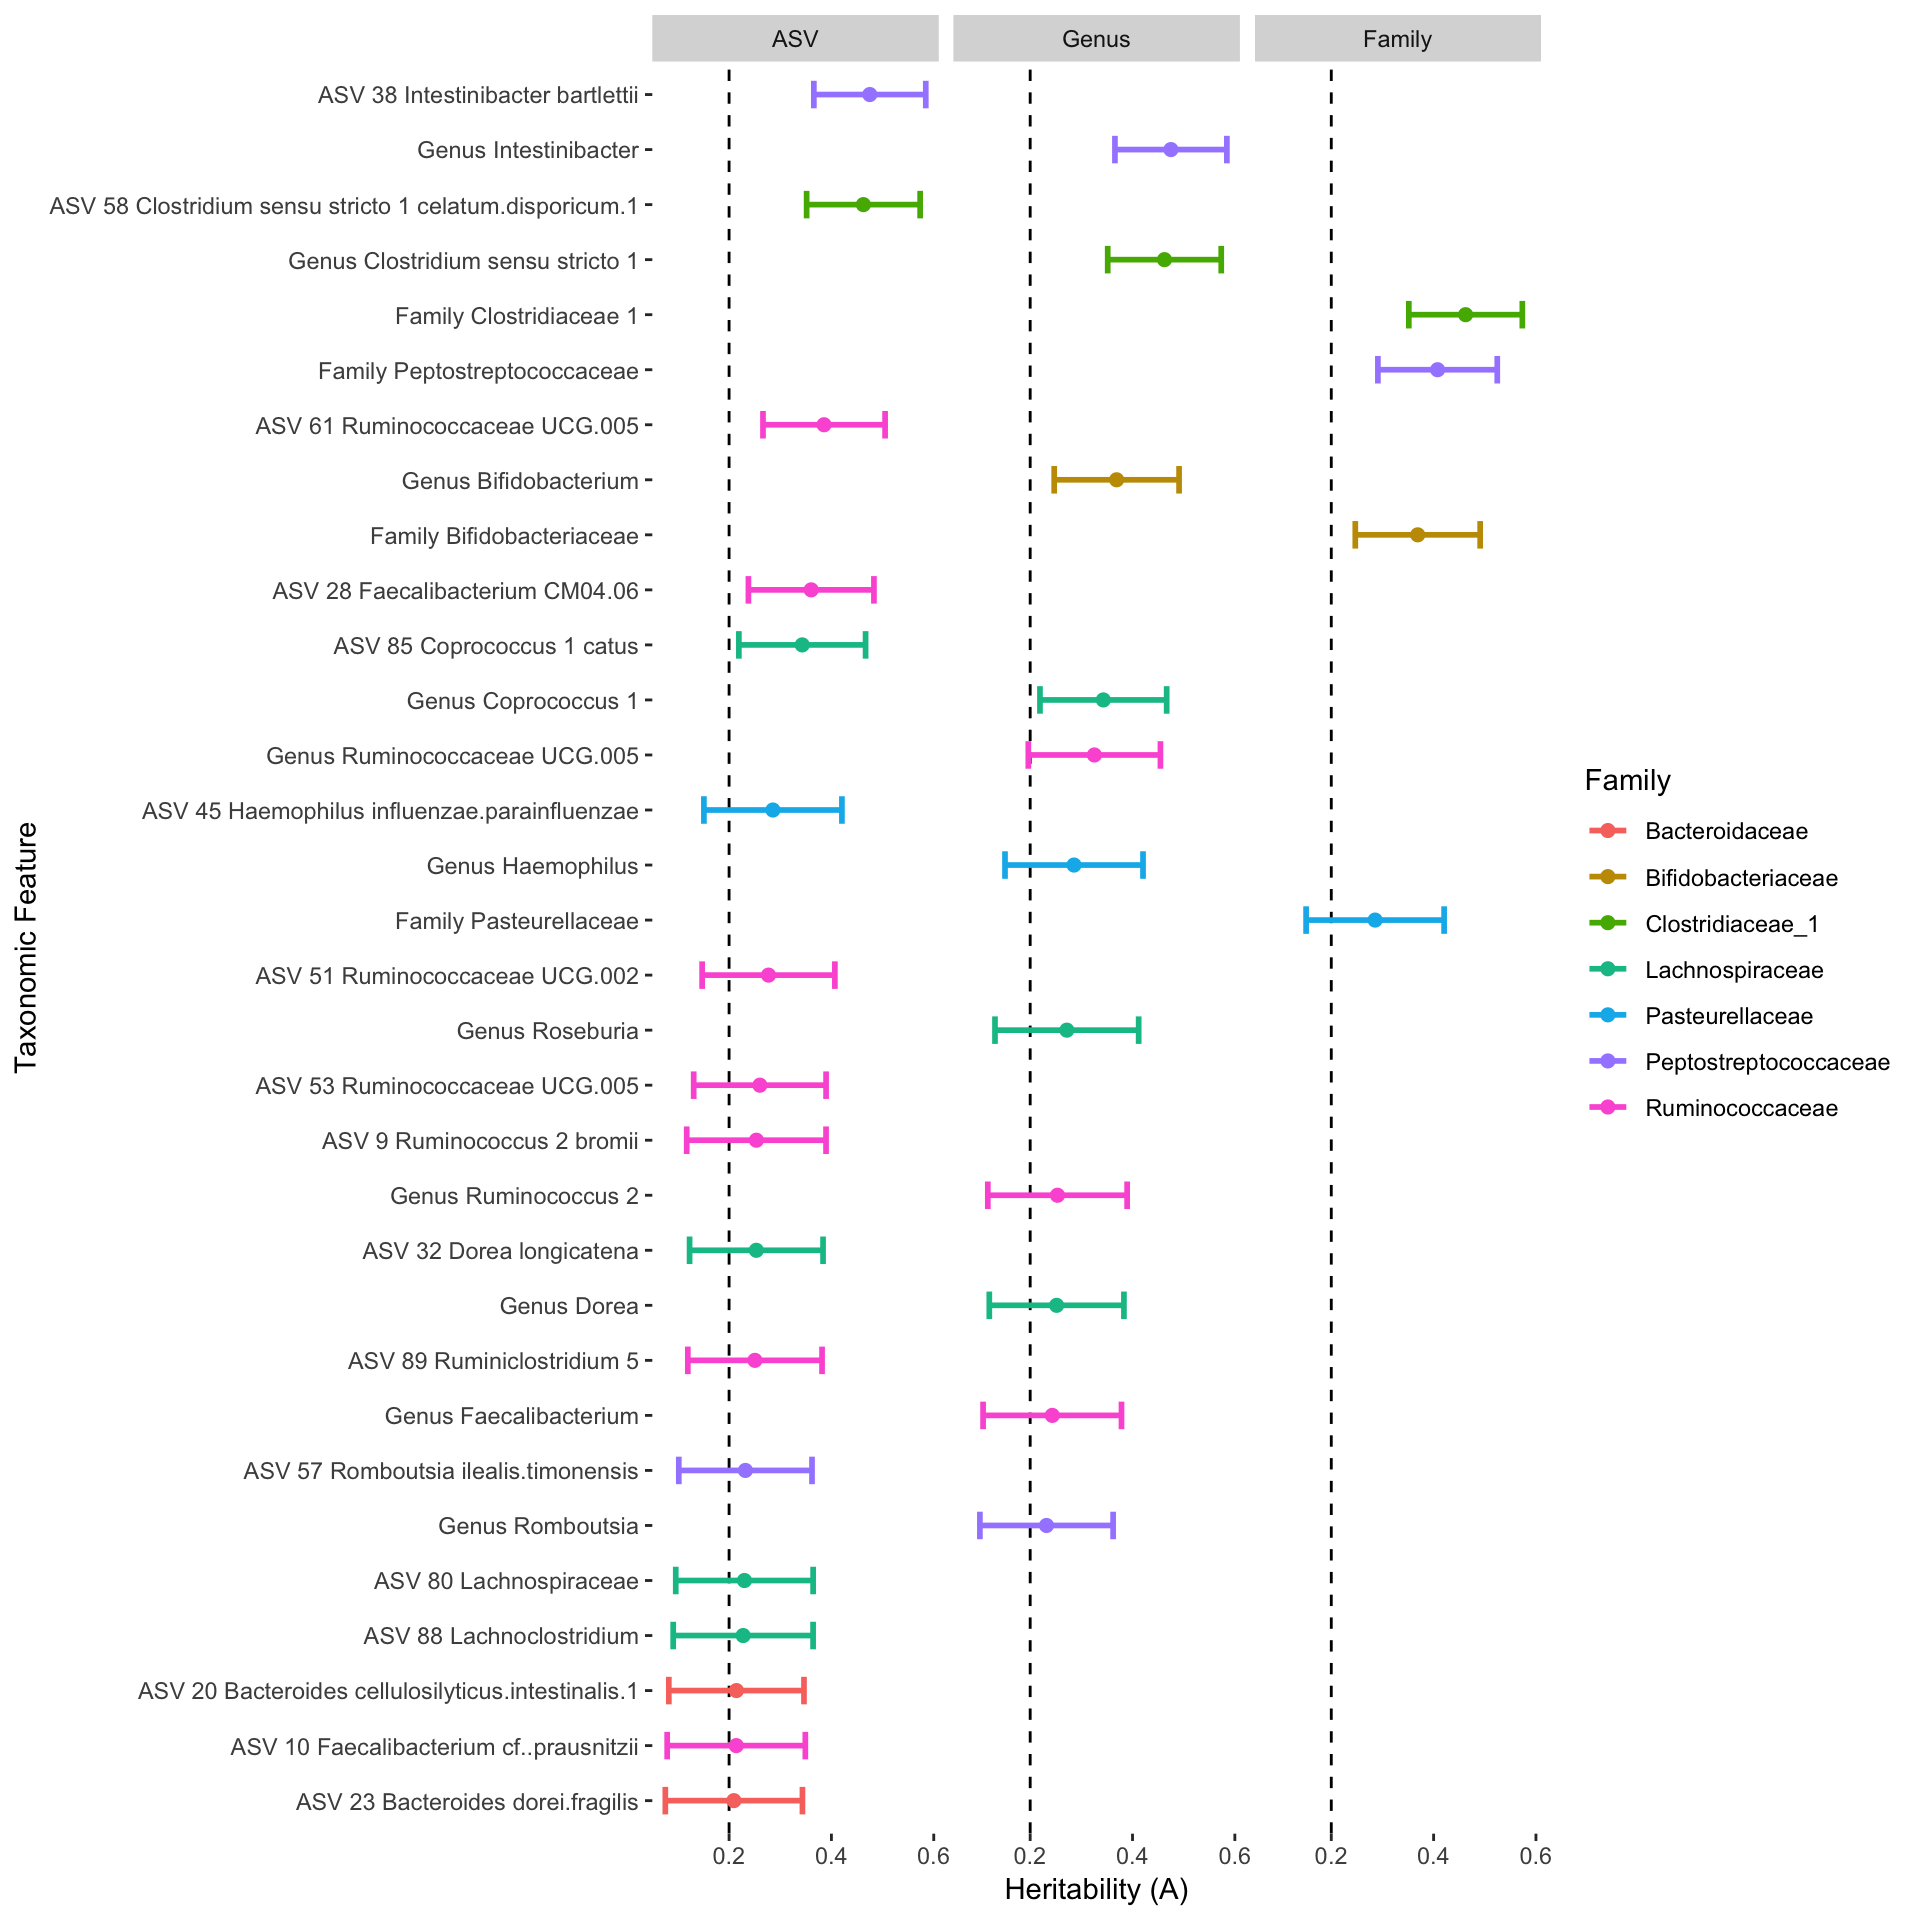 ASV Genus Family
ASV 38 Intestinibacter bartlettii
Genus Intestinibacter
ASV 58 Clostridium sensu stricto 1 celatum.disporicum.1
Genus Clostridium sensu stricto 1
Family Clostridiaceae 1
Family Peptostreptococcaceae
ASV 61 Ruminococcaceae UCG.005
Genus Bifidobacterium
Family Bifidobacteriaceae
ASV 28 Faecalibacterium CM04.06
ASV 85 Coprococcus 1 catus
Genus Coprococcus 1
Genus Ruminococcaceae UCG.005
ASV 45 Haemophilus influenzae.parainfluenzae
Genus Haemophilus
Family Pasteurellaceae
ASV 51 Ruminococcaceae UCG.002
Genus Roseburia
ASV 53 Ruminococcaceae UCG.005
ASV 9 Ruminococcus 2 bromii
Genus Ruminococcus 2
ASV 32 Dorea longicatena
Genus Dorea
ASV 89 Ruminiclostridium 5
Genus Faecalibacterium
ASV 57 Romboutsia ilealis.timonensis
Genus Romboutsia
ASV 80 Lachnospiraceae
ASV 88 Lachnoclostridium
ASV 20 Bacteroides cellulosilyticus.intestinalis.1
ASV 10 Faecalibacterium cf..prausnitzii
ASV 23 Bacteroides dorei.fragilis
Taxonomic Feature
0.2 0.4 0.6 0.2 0.4 0.6 0.2 0.4 0.6
Heritability (A)
Family
Bacteroidaceae
Bifidobacteriaceae
Clostridiaceae_1
Lachnospiraceae
Pasteurellaceae
Peptostreptococcaceae
Ruminococcaceae